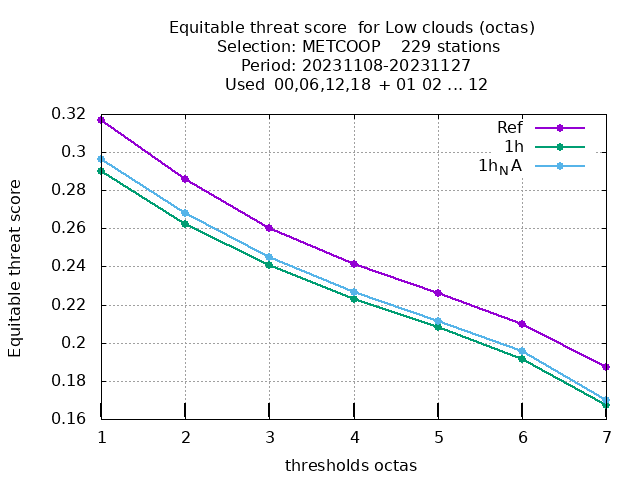 Equitable threat score for Low clouds (octas)
Selection: METCOOP 229 stations
Period: 20231108-20231127
Used 00,06,12,18 + 01 02 ... 12
Ref
1h
1h_NA
Equitable threat score
0.32
0.3
0.28
0.26
0.24
0.22
0.2
0.18
0.16
1 2 3 4 5 6 7
thresholds octas